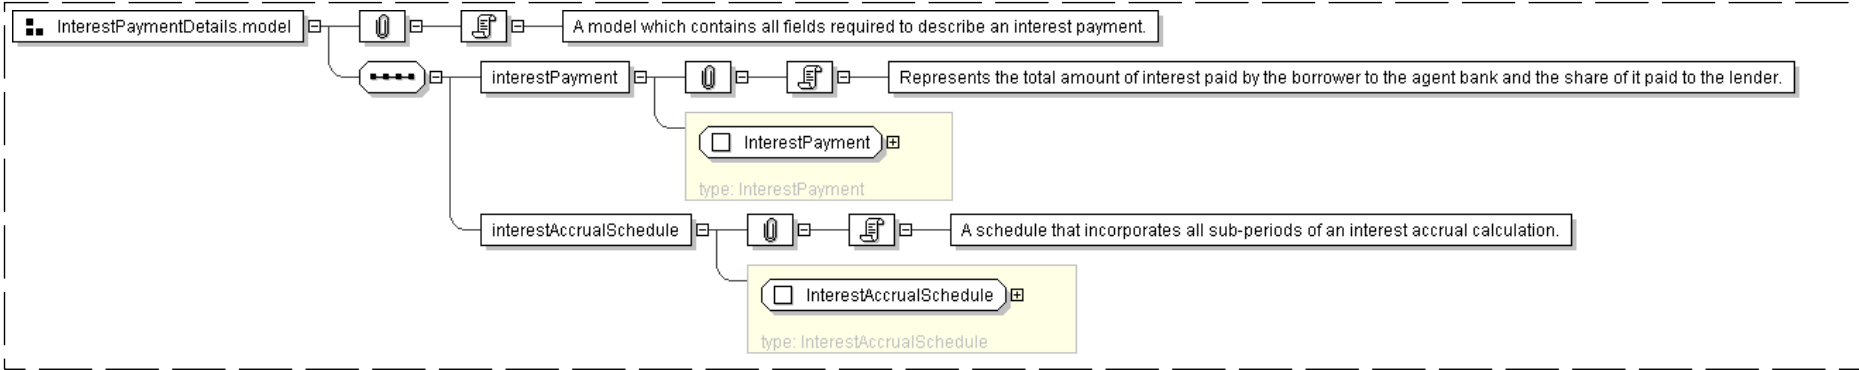 InterestPaymentDetails.model
A model which contains all fields required to describe an interest payment.
interestPayment
Represents the total amount of interest paid by the borrower to the agent bank and the share of it paid to the lender.
InterestPayment
type: InterestPayment
interestAccrualSchedule
A schedule that incorporates all sub-periods of an interest accrual calculation.
InterestAccrualSchedule
type: InterestAccrualSchedule